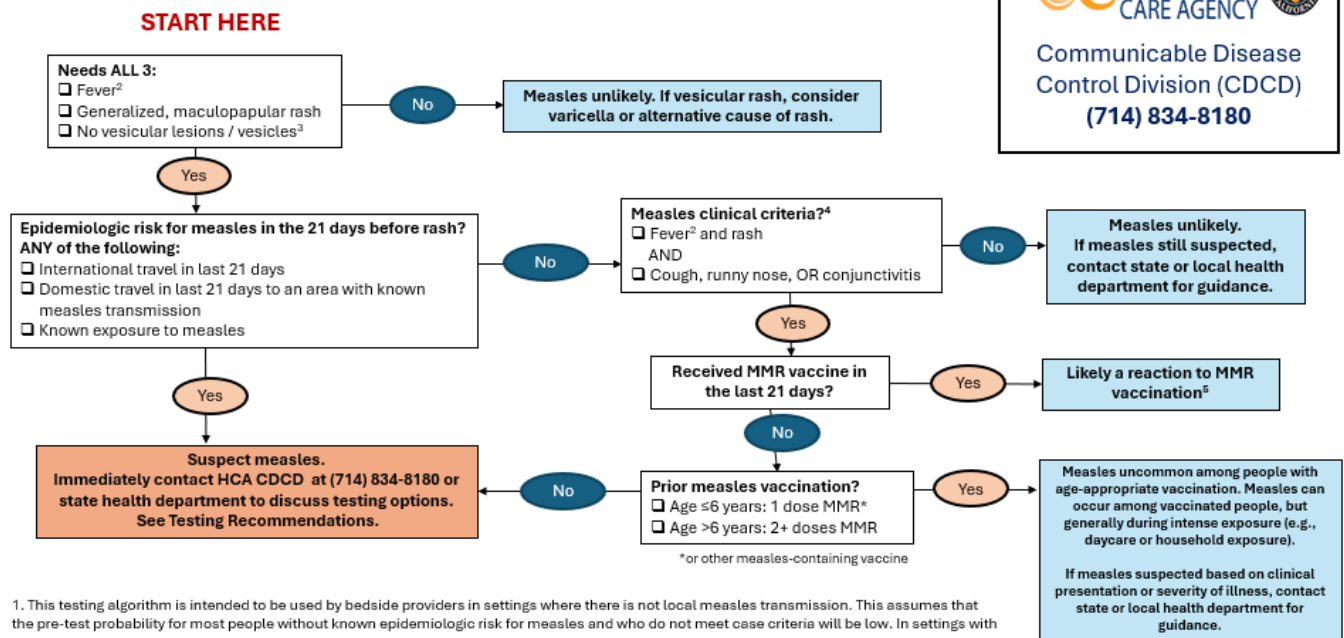 START HERE
CARE AGENCY
Communicable Disease
Control Division (CDCD)
(714) 834-8180
Needs ALL 3:
❑ Fever²
❑ Generalized, maculopapular rash
❑ No vesicular lesions / vesicles³
No
Measles unlikely. If vesicular rash, consider
varicella or alternative cause of rash.
Yes
Epidemiologic risk for measles in the 21 days before rash?
ANY of the following:
❑ International travel in last 21 days
❑ Domestic travel in last 21 days to an area with known
measles transmission
❑ Known exposure to measles
No
Measles clinical criteria?⁴
❑ Fever² and rash
AND
❑ Cough, runny nose, OR conjunctivitis
No
Measles unlikely.
If measles still suspected,
contact state or local health
department for guidance.
Yes
Received MMR vaccine in
the last 21 days?
Yes
Likely a reaction to MMR
vaccination⁵
Yes
No
Suspect measles.
Immediately contact HCA CDCD at (714) 834-8180 or
state health department to discuss testing options.
See Testing Recommendations.
No
Prior measles vaccination?
❑ Age ≤6 years: 1 dose MMR*
❑ Age >6 years: 2+ doses MMR
*or other measles-containing vaccine
Yes
Measles uncommon among people with
age-appropriate vaccination. Measles can
occur among vaccinated people, but
generally during intense exposure (e.g.,
daycare or household exposure).
If measles suspected based on clinical
presentation or severity of illness, contact
state or local health department for
guidance.
1. This testing algorithm is intended to be used by bedside providers in settings where there is not local measles transmission. This assumes that
the pre-test probability for most people without known epidemiologic risk for measles and who do not meet case criteria will be low. In settings with